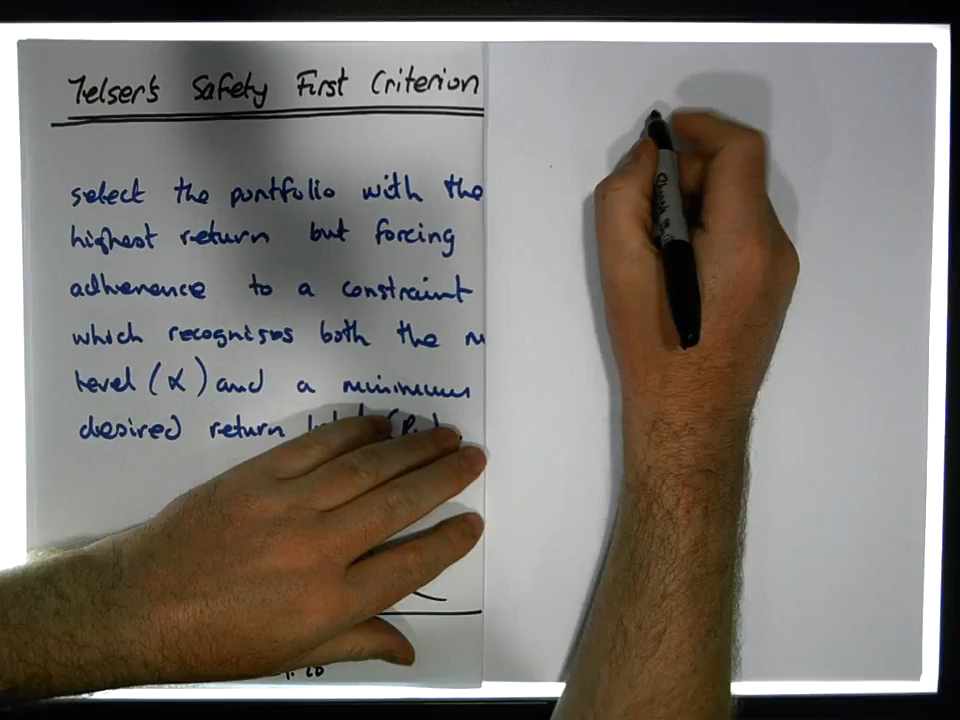 Telser's Safety First Criterion
select the portfolio with the
highest return but forcing
adherence to a constraint
which recognises both the
level (α) and a minimum
desired return